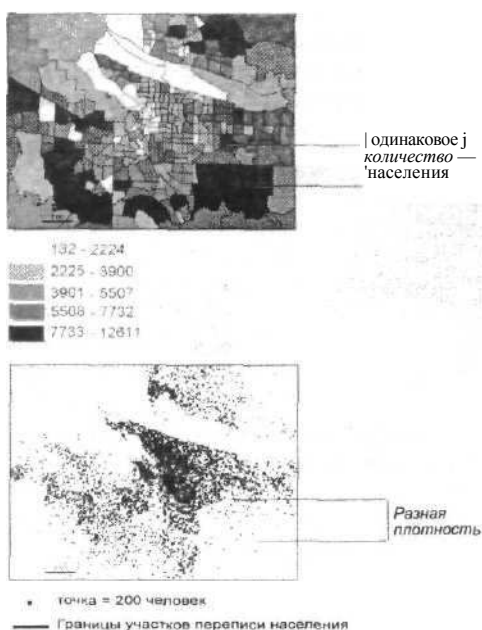 | одинаковое j
количество —
'населения
132 - 2224
2225 - 3900
3901 - 5507
5508 - 7732
7733 - 12611
Разная
плотность
точка = 200 человек
Границы участков переписи населения